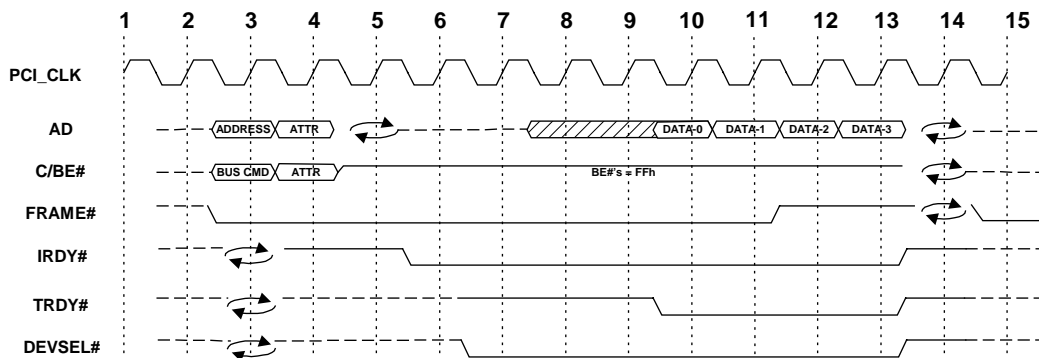 1 2 3 4 5 6 7 8 9 10 11 12 13 14 15
PCI_CLK
AD ADDRESS ATTR DATA-0 DATA-1 DATA-2 DATA-3
C/BE# BUS CMD ATTR BE#'s = FFh
FRAME#
IRDY#
TRDY#
DEVSEL#